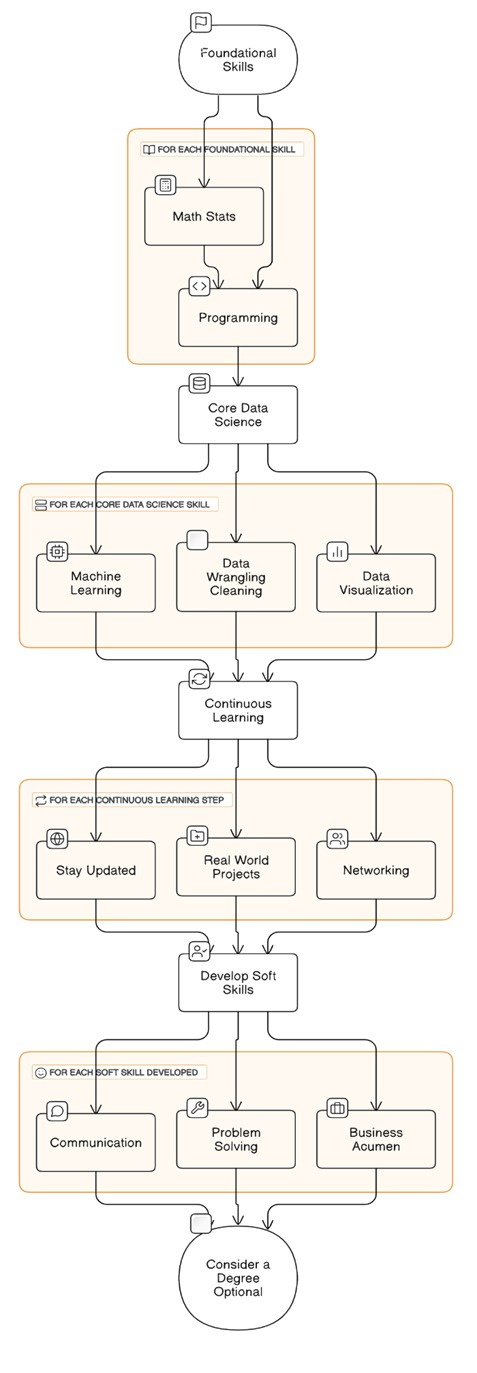 Foundational
Skills
FOR EACH FOUNDATIONAL SKILL
Math Stats
Programming
Core Data
Science
FOR EACH CORE DATA SCIENCE SKILL
Machine
Learning
Data
Wrangling
Cleaning
Data
Visualization
Continuous
Learning
FOR EACH CONTINUOUS LEARNING STEP
Stay Updated
Real World
Projects
Networking
Develop Soft
Skills
FOR EACH SOFT SKILL DEVELOPED
Communication
Problem
Solving
Business
Acumen
Consider a
Degree
Optional